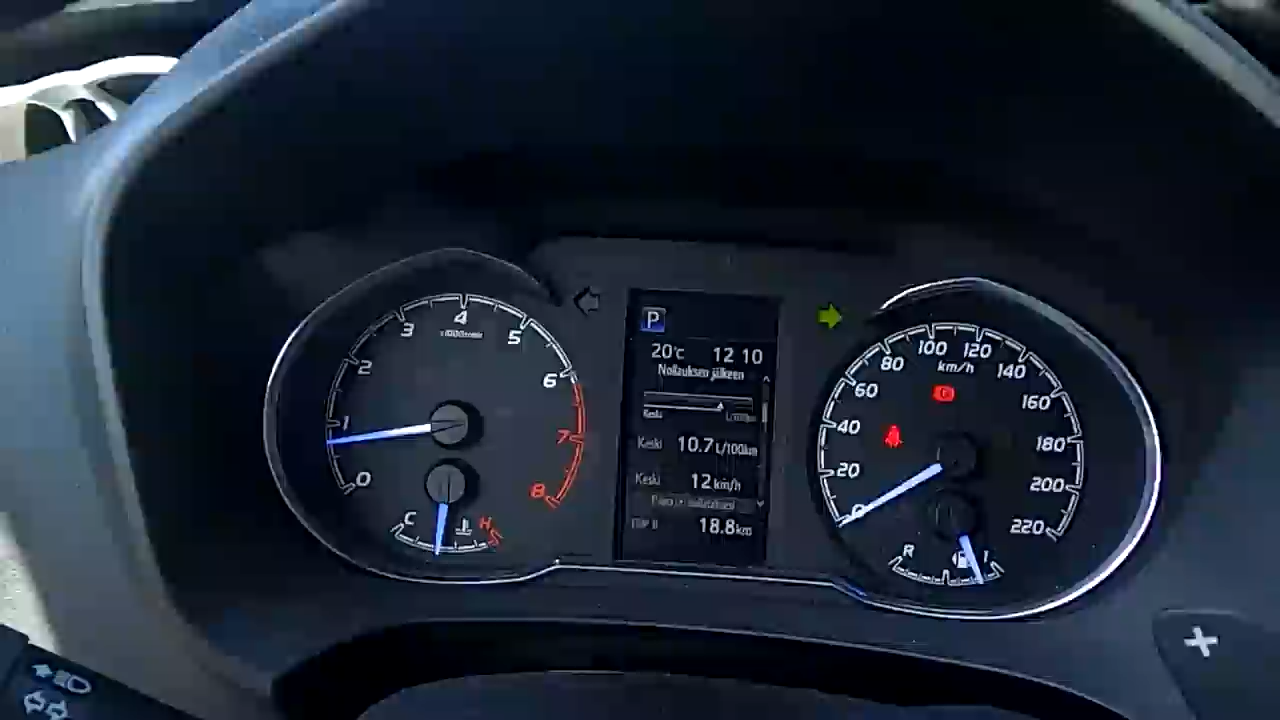 P
20°C 12 10
Nollauksen jälkeen
Keski
Keski 10.7 L/100km
Keski 12 km/h
TRIP B 18.8 km
0 1 2 3 4 5 6 7 8
x1000r/min
C H
0 20 40 60 80 100 120 140 160 180 200 220
km/h
R 1
+